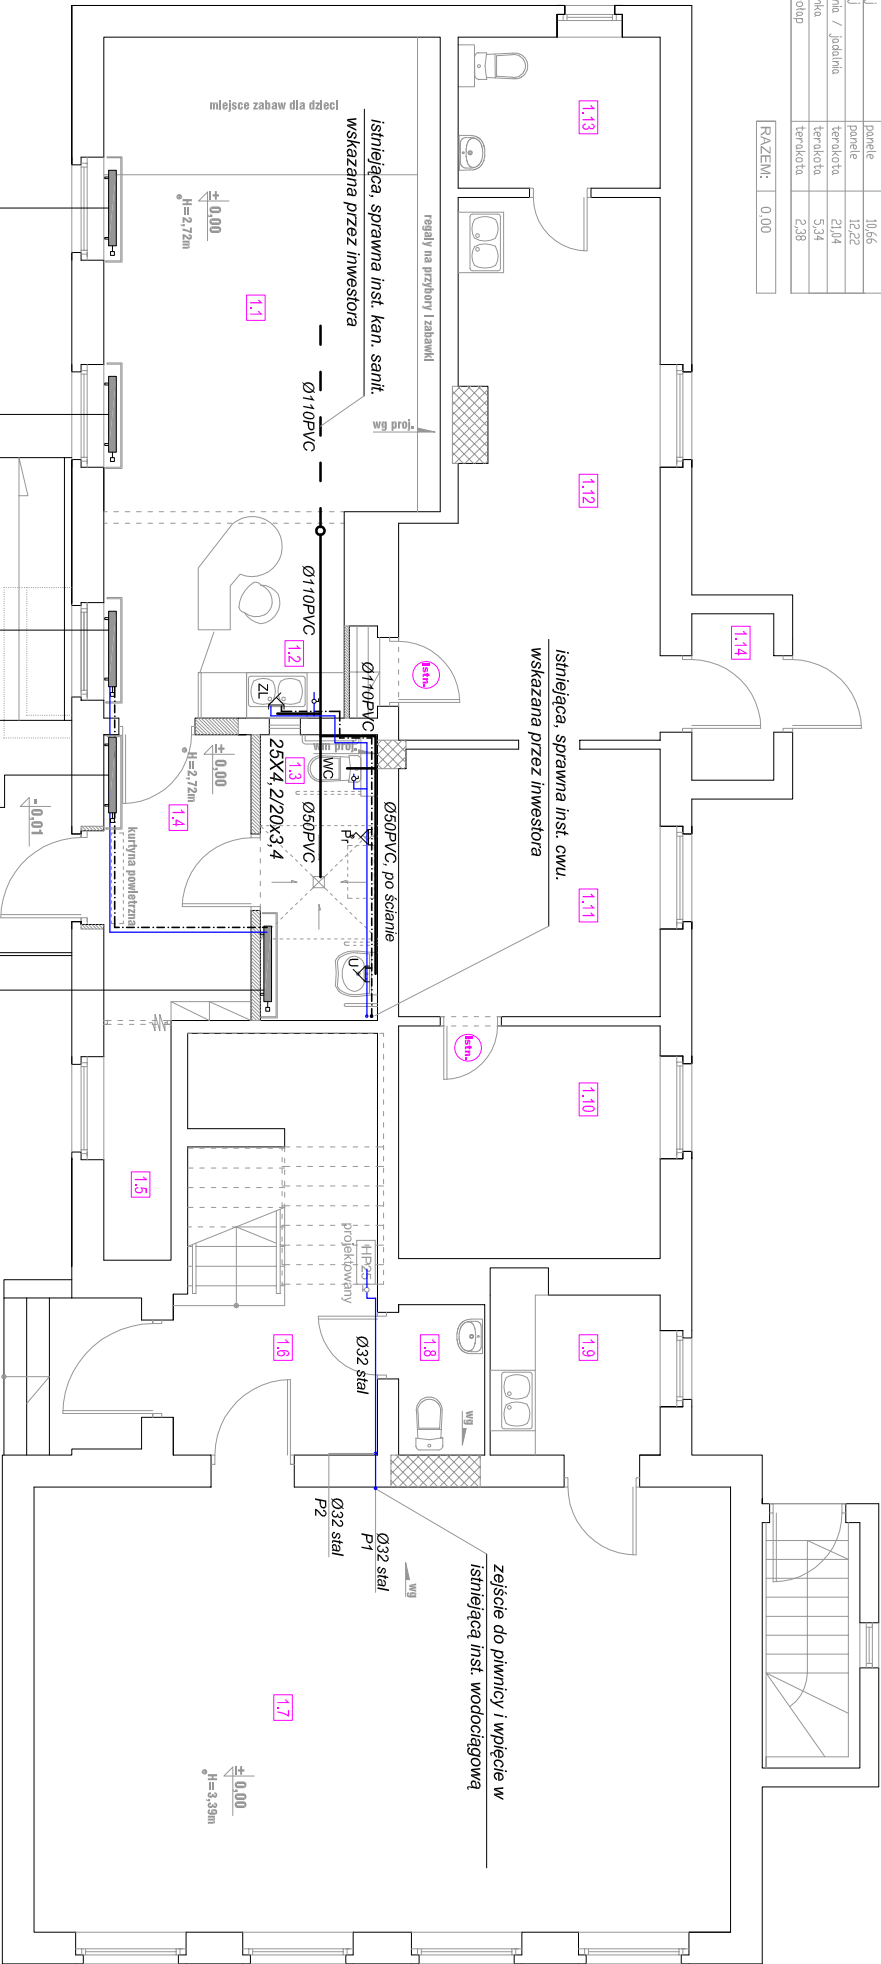 panele 10,66
panele 12,22
jadalnia terakota 21,04
terakota 5,34
terakota 2,38
RAZEM: 0,00
1.13
miejsce zabaw dla dzieci
istniejąca, sprawna inst. kan. sanit.
wskazana przez inwestora
± 0,00
H=2,72m
regały na przybory i zabawki
1.1
Ø110PVC
wg proj.
1.12
Ø110PVC
1.2
ZL
Ø110PVC
istn.
1.14
istniejąca, sprawna inst. cwu.
wskazana przez inwestora
± 0,00
H=2,72m
1.3
WC
wm proj.
25X4,2/20x3,4
Ø50PVC
Pr
Ø50PVC, po ścianie
U
1.4
- 0,01
kurtyna powietrzna
1.11
istn.
1.10
1.5
HP25
projektowany
1.6
Ø32 stal
1.8
wg
1.9
Ø32 stal
P2
Ø32 stal
P1
wg
zejście do piwnicy i wpięcie w
istniejącą inst. wodociągową
1.7
± 0,00
H=3,39m